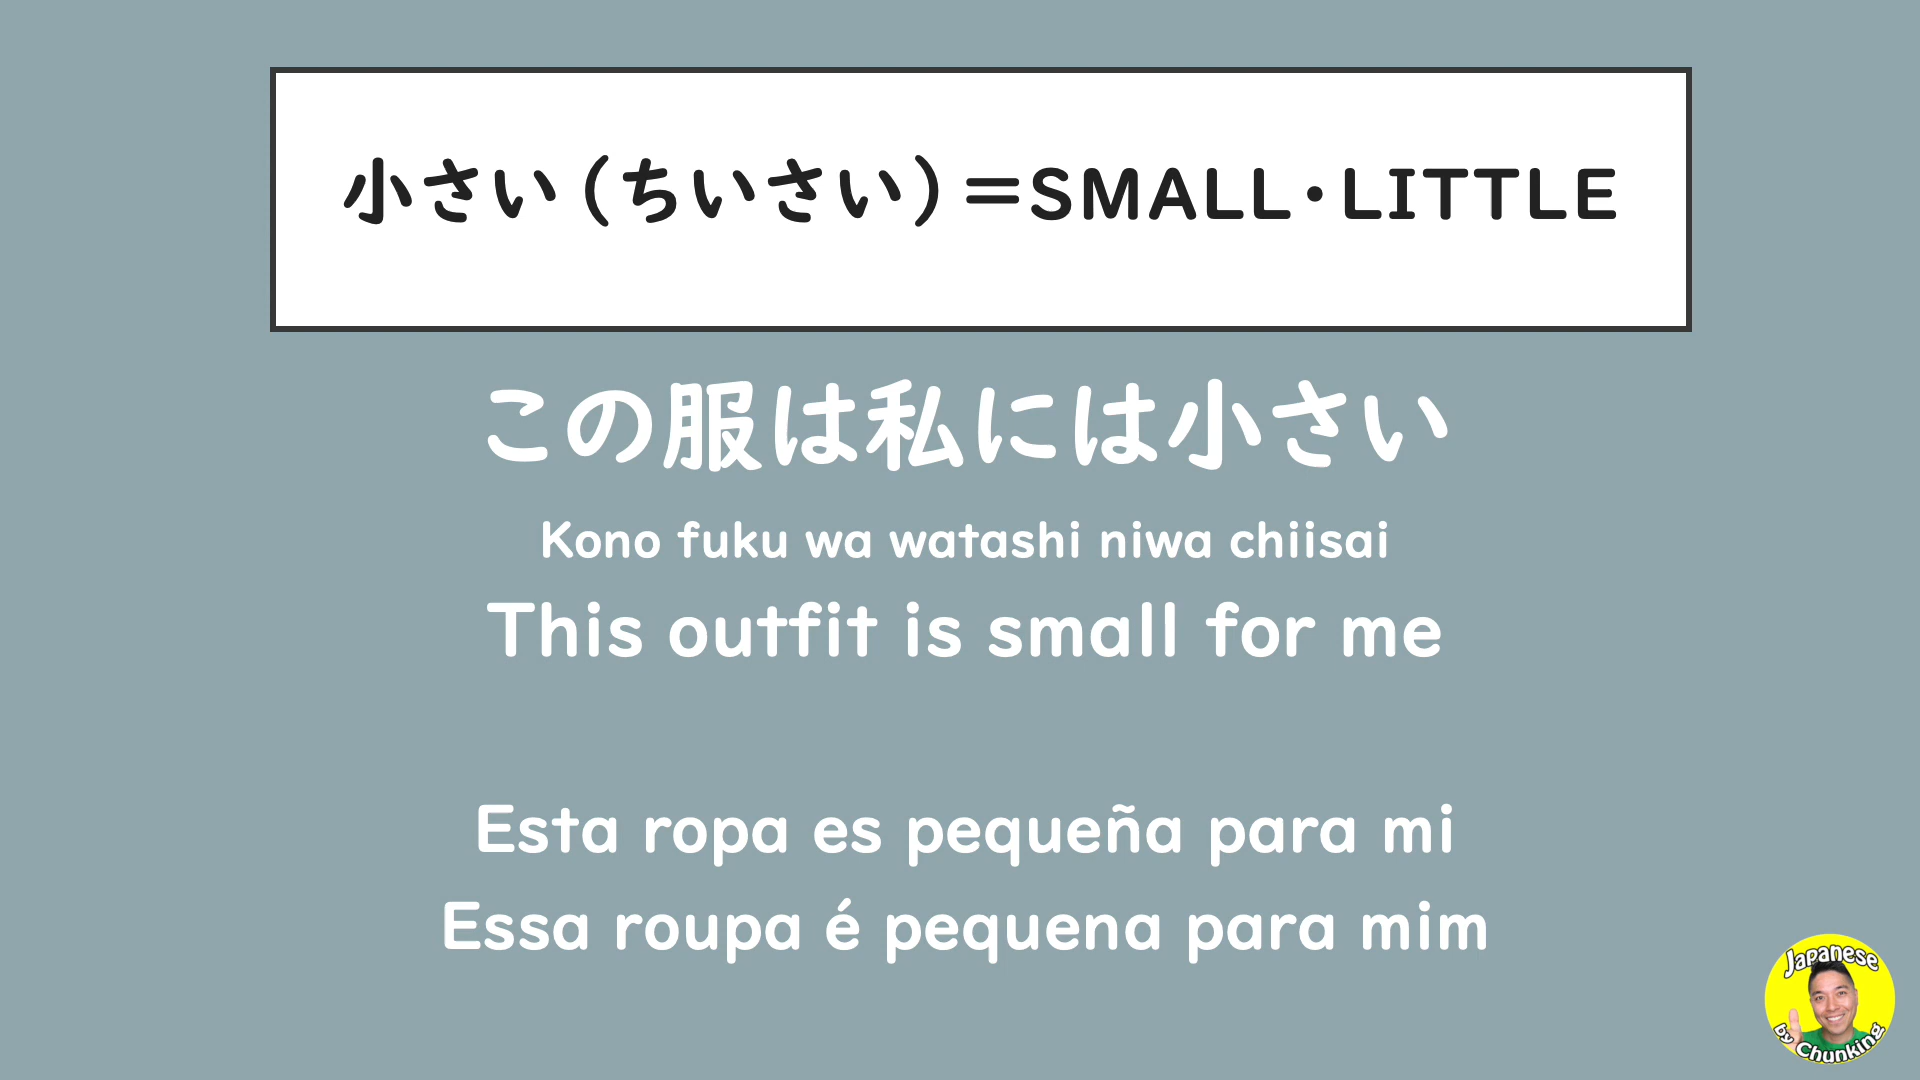 小さい（ちいさい）＝SMALL・LITTLE
この服は私には小さい
Kono fuku wa watashi niwa chiisai
This outfit is small for me
Esta ropa es pequeña para mi
Essa roupa é pequena para mim
Japanese
by Chunking